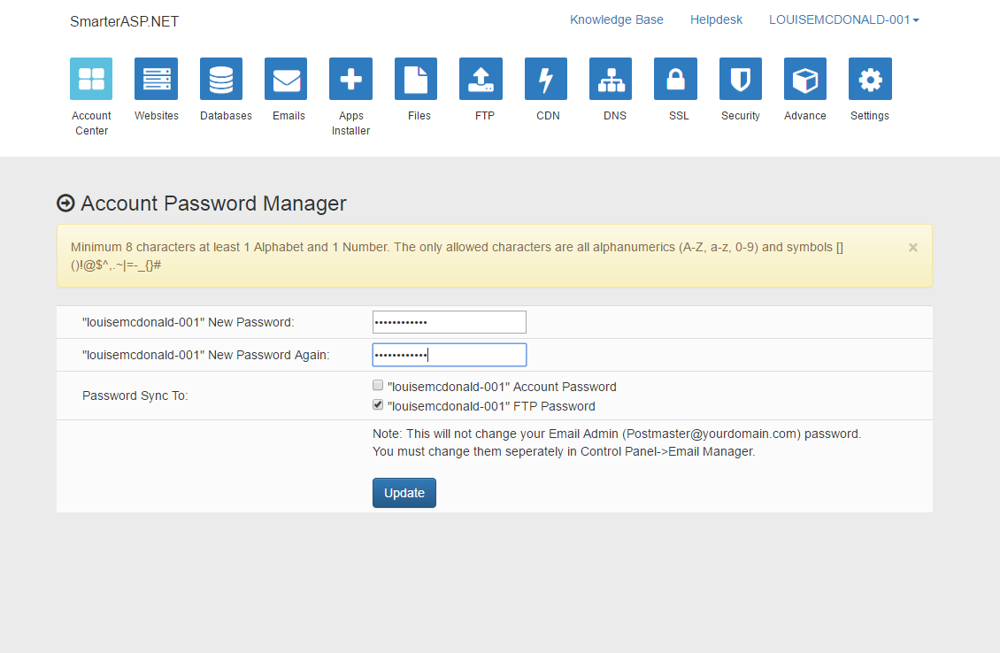 SmarterASP.NET
Knowledge Base Helpdesk LOUISEMCDONALD-001
Account Center
Websites
Databases
Emails
Apps Installer
Files
FTP
CDN
DNS
SSL
Security
Advance
Settings
Account Password Manager
Minimum 8 characters at least 1 Alphabet and 1 Number. The only allowed characters are all alphanumerics (A-Z, a-z, 0-9) and symbols []
()!@$^,.~|=-_{}#
×
"louisemcdonald-001" New Password: ••••••••••••
"louisemcdonald-001" New Password Again: ••••••••••••
Password Sync To:
"louisemcdonald-001" Account Password
"louisemcdonald-001" FTP Password
Note: This will not change your Email Admin (Postmaster@yourdomain.com) password.
You must change them seperately in Control Panel->Email Manager.
Update